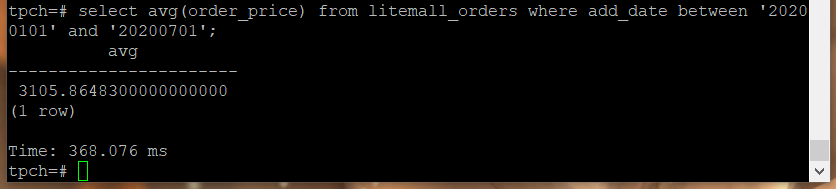 tpch=# select avg(order_price) from litemall_orders where add_date between '2020
0101' and '20200701';
avg
-----------------------
3105.8648300000000000
(1 row)
Time: 368.076 ms
tpch=#